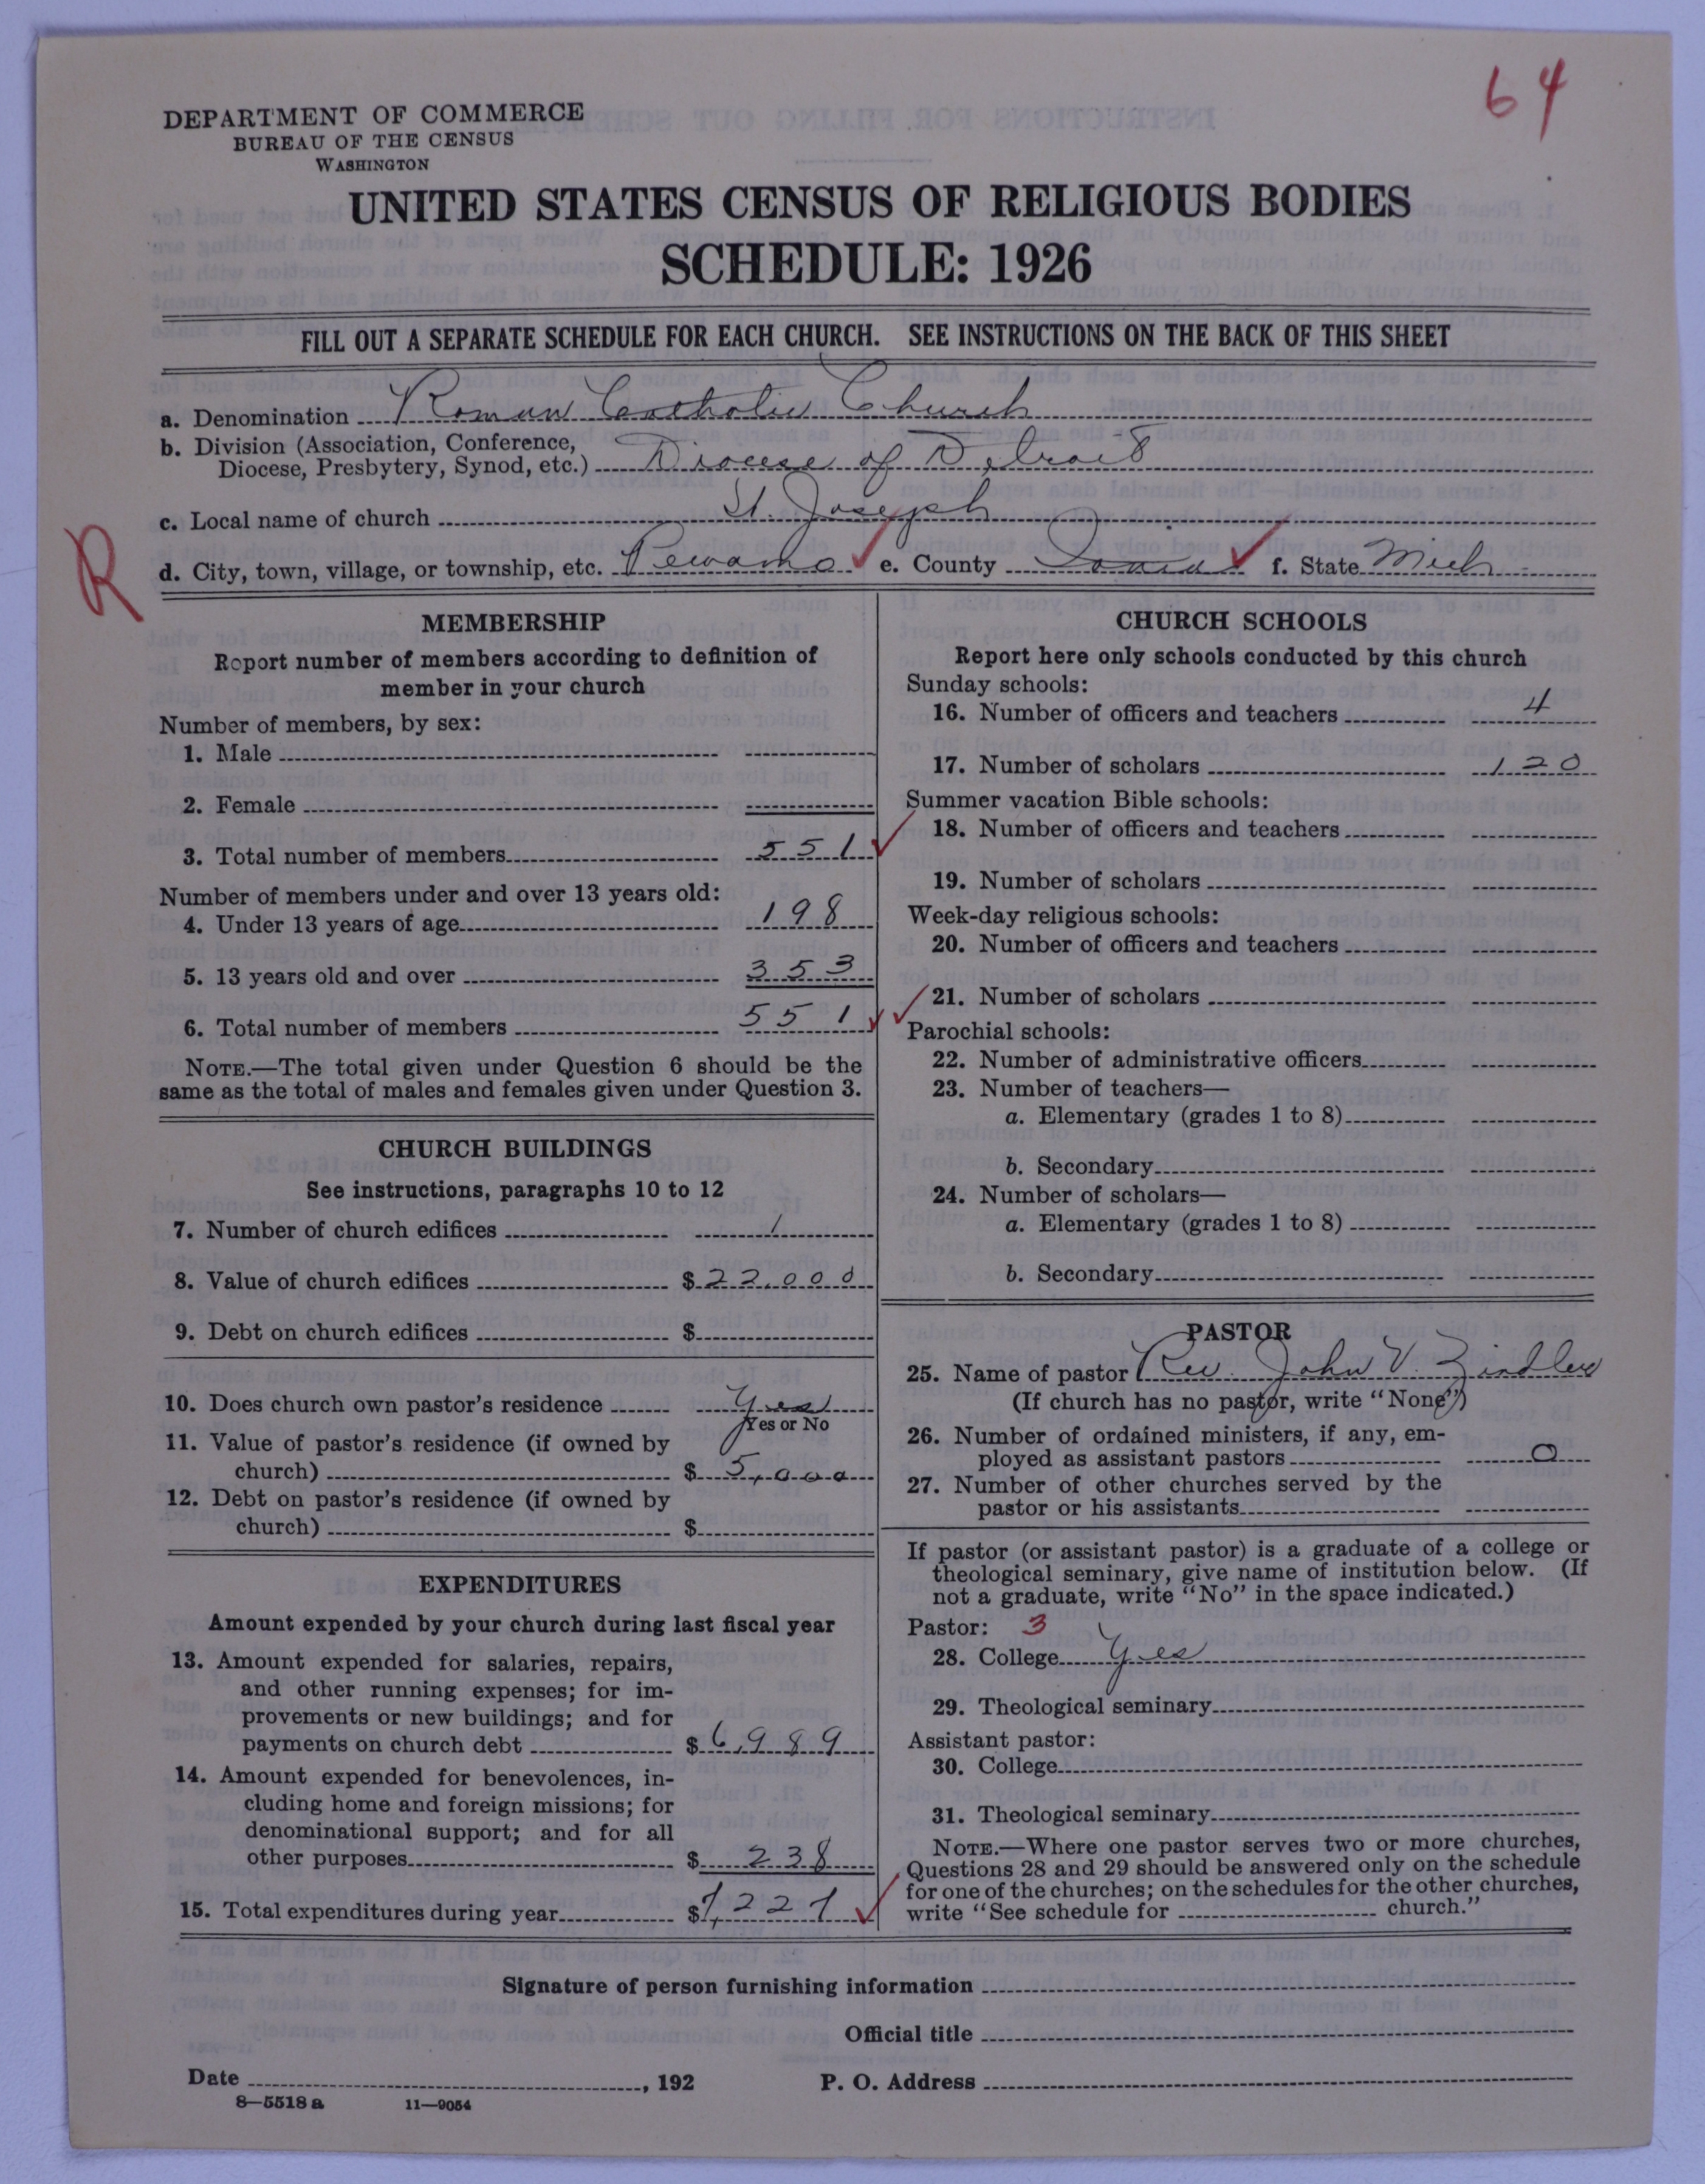 64
DEPARTMENT OF COMMERCE
BUREAU OF THE CENSUS
WASHINGTON
UNITED STATES CENSUS OF RELIGIOUS BODIES
SCHEDULE: 1926
FILL OUT A SEPARATE SCHEDULE FOR EACH CHURCH. SEE INSTRUCTIONS ON THE BACK OF THIS SHEET
a. Denomination Roman Catholic Church
b. Division (Association, Conference,
Diocese, Presbytery, Synod, etc.) Diocese of Detroit
c. Local name of church St. Joseph
R
d. City, town, village, or township, etc. Pewamo e. County Ionia f. State Mich
MEMBERSHIP
Report number of members according to definition of
member in your church
Number of members, by sex:
1. Male
2. Female
3. Total number of members 551
Number of members under and over 13 years old:
4. Under 13 years of age 198
5. 13 years old and over 353
6. Total number of members 551
NOTE.—The total given under Question 6 should be the
same as the total of males and females given under Question 3.
CHURCH BUILDINGS
See instructions, paragraphs 10 to 12
7. Number of church edifices 1
8. Value of church edifices $22,000
9. Debt on church edifices $
10. Does church own pastor's residence Yes
Yes or No
11. Value of pastor's residence (if owned by
church) $5,000
12. Debt on pastor's residence (if owned by
church) $
EXPENDITURES
Amount expended by your church during last fiscal year
13. Amount expended for salaries, repairs,
and other running expenses; for im-
provements or new buildings; and for
payments on church debt $6,989
14. Amount expended for benevolences, in-
cluding home and foreign missions; for
denominational support; and for all
other purposes $238
15. Total expenditures during year $7,227
CHURCH SCHOOLS
Report here only schools conducted by this church
Sunday schools:
16. Number of officers and teachers 4
17. Number of scholars 120
Summer vacation Bible schools:
18. Number of officers and teachers
19. Number of scholars
Week-day religious schools:
20. Number of officers and teachers
21. Number of scholars
Parochial schools:
22. Number of administrative officers
23. Number of teachers—
a. Elementary (grades 1 to 8)
b. Secondary
24. Number of scholars—
a. Elementary (grades 1 to 8)
b. Secondary
PASTOR
25. Name of pastor Rev. John V. Zindler
(If church has no pastor, write "None")
26. Number of ordained ministers, if any, em-
ployed as assistant pastors 0
27. Number of other churches served by the
pastor or his assistants
If pastor (or assistant pastor) is a graduate of a college or
theological seminary, give name of institution below. (If
not a graduate, write "No" in the space indicated.)
Pastor: 3
28. College Yes
29. Theological seminary
Assistant pastor:
30. College
31. Theological seminary
NOTE.—Where one pastor serves two or more churches,
Questions 28 and 29 should be answered only on the schedule
for one of the churches; on the schedules for the other churches,
write "See schedule for church."
Signature of person furnishing information
Official title
Date , 192 P. O. Address
8—5518 a 11—9054